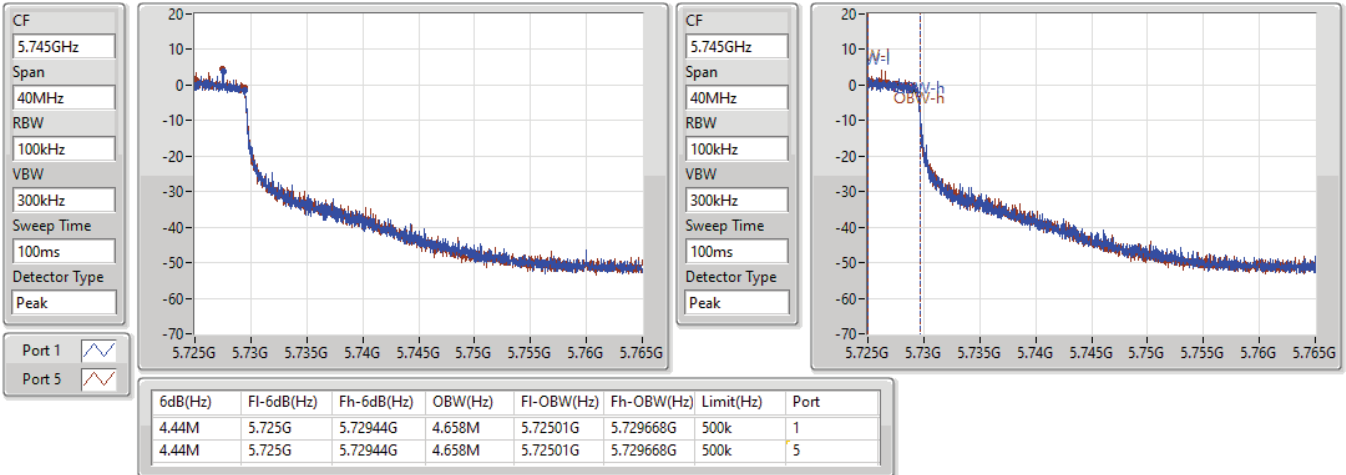 CF
5.745GHz
Span
40MHz
RBW
100kHz
VBW
300kHz
Sweep Time
100ms
Detector Type
Peak
Port 1
Port 5
20
10
0
-10
-20
-30
-40
-50
-60
-70
5.725G 5.73G 5.735G 5.74G 5.745G 5.75G 5.755G 5.76G 5.765G
CF
5.745GHz
Span
40MHz
RBW
100kHz
VBW
300kHz
Sweep Time
100ms
Detector Type
Peak
20
10
0
-10
-20
-30
-40
-50
-60
-70
W-l
OBW-h
5.725G 5.73G 5.735G 5.74G 5.745G 5.75G 5.755G 5.76G 5.765G
6dB(Hz) Fl-6dB(Hz) Fh-6dB(Hz) OBW(Hz) Fl-OBW(Hz) Fh-OBW(Hz) Limit(Hz) Port
4.44M 5.725G 5.72944G 4.658M 5.72501G 5.729668G 500k 1
4.44M 5.725G 5.72944G 4.658M 5.72501G 5.729668G 500k 5